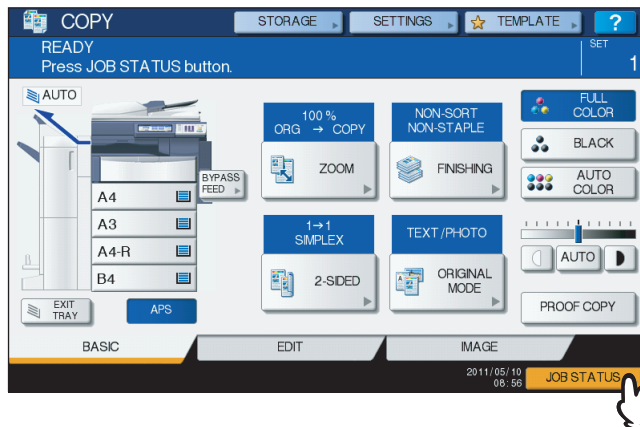 COPY
STORAGE
SETTINGS
TEMPLATE
?
READY
Press JOB STATUS button.
SET
1
AUTO
A4
A3
A4-R
B4
BYPASS
FEED
EXIT
TRAY
APS
100 %
ORG → COPY
ZOOM
NON-SORT
NON-STAPLE
FINISHING
1→1
SIMPLEX
2-SIDED
TEXT/PHOTO
ORIGINAL
MODE
FULL
COLOR
BLACK
AUTO
COLOR
AUTO
PROOF COPY
BASIC
EDIT
IMAGE
2011/05/10
08:56
JOB STATUS